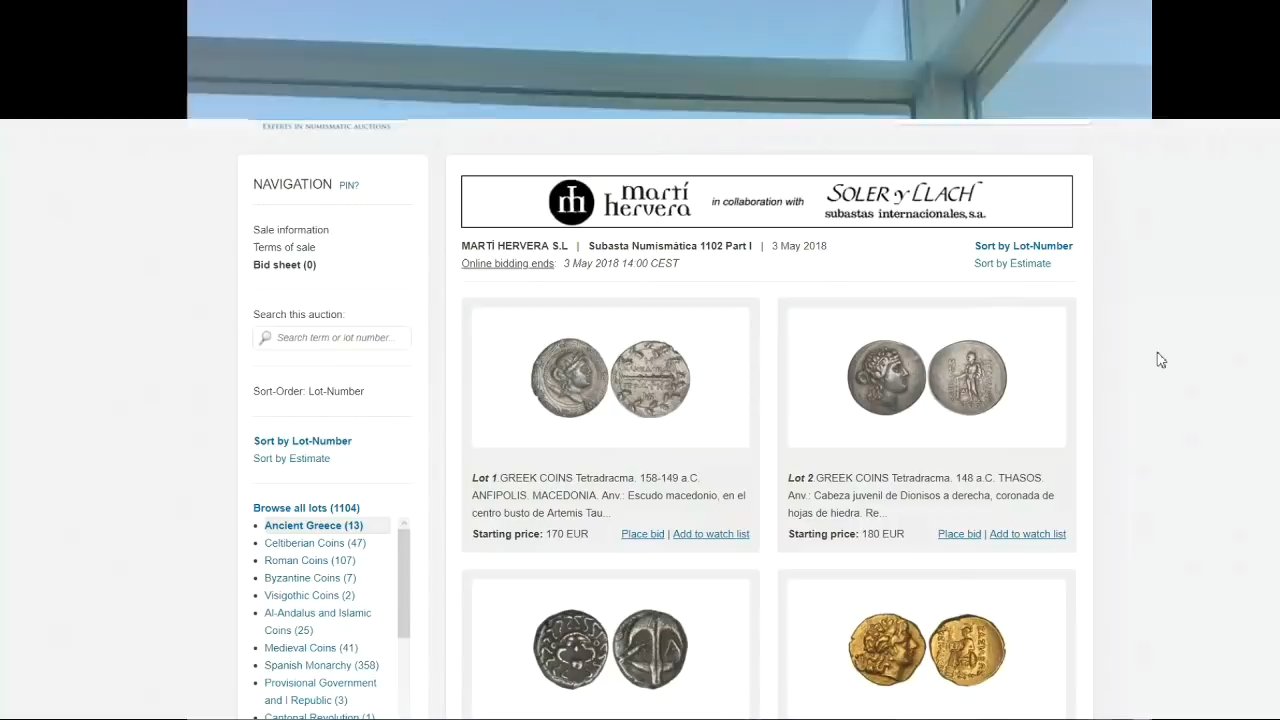 EXPERTS IN NUMISMATIC AUCTIONS
NAVIGATION PIN?
Sale information
Terms of sale
Bid sheet (0)
Search this auction:
Search term or lot number...
Sort-Order: Lot-Number
Sort by Lot-Number
Sort by Estimate
Browse all lots (1104)
Ancient Greece (13)
Celtiberian Coins (47)
Roman Coins (107)
Byzantine Coins (7)
Visigothic Coins (2)
Al-Andalus and Islamic
Coins (25)
Medieval Coins (41)
Spanish Monarchy (358)
Provisional Government
and I Republic (3)
Cantonal Revolution (1)
mh martí hervera in collaboration with SOLER y LLACH subastas internacionales, s.a.
MARTÍ HERVERA S.L | Subasta Numismática 1102 Part I | 3 May 2018
Sort by Lot-Number
Online bidding ends: 3 May 2018 14:00 CEST
Sort by Estimate
Lot 1 GREEK COINS Tetradracma. 158-149 a.C.
ANFIPOLIS. MACEDONIA. Anv.: Escudo macedonio, en el
centro busto de Artemis Tau...
Starting price: 170 EUR Place bid | Add to watch list
Lot 2 GREEK COINS Tetradracma. 148 a.C. THASOS.
Anv.: Cabeza juvenil de Dionisos a derecha, coronada de
hojas de hiedra. Re...
Starting price: 180 EUR Place bid | Add to watch list